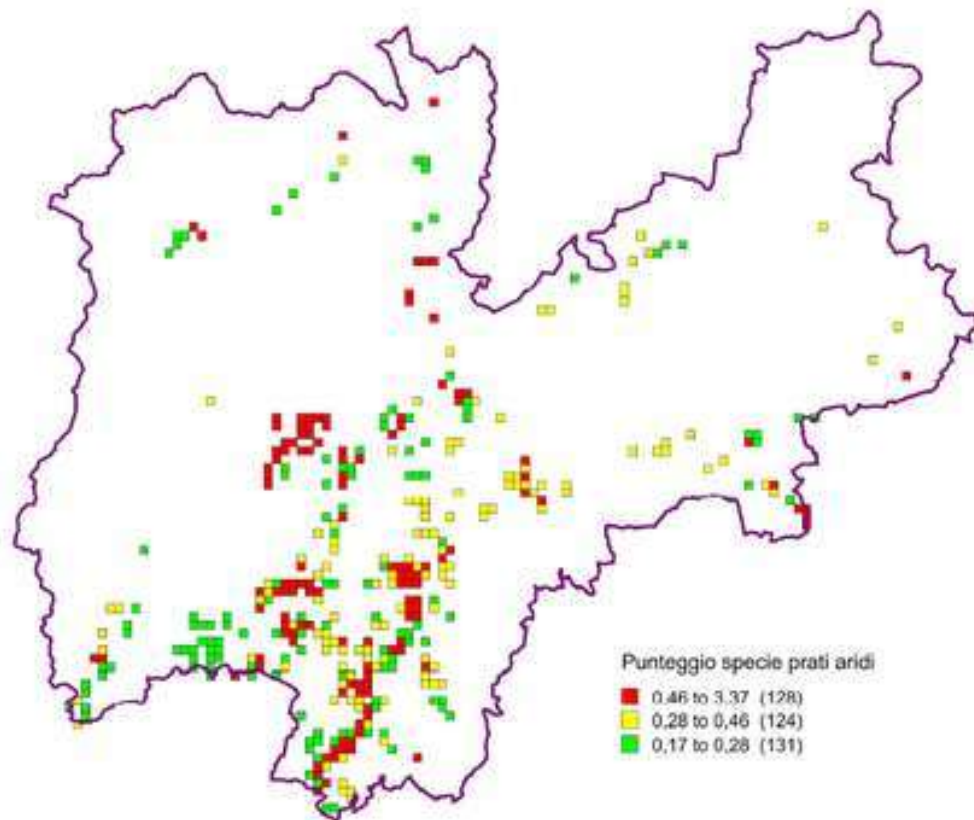 Punteggio specie prati aridi
0,46 to 3,37 (128)
0,28 to 0,46 (124)
0,17 to 0,28 (131)